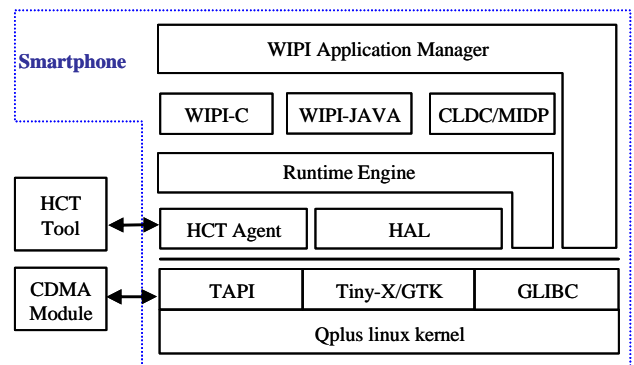 WIPI Application Manager
Smartphone
WIPI-C
WIPI-JAVA
CLDC/MIDP
Runtime Engine
HCT
Tool
HCT Agent
HAL
CDMA
Module
TAPI
Tiny-X/GTK
GLIBC
Qplus linux kernel